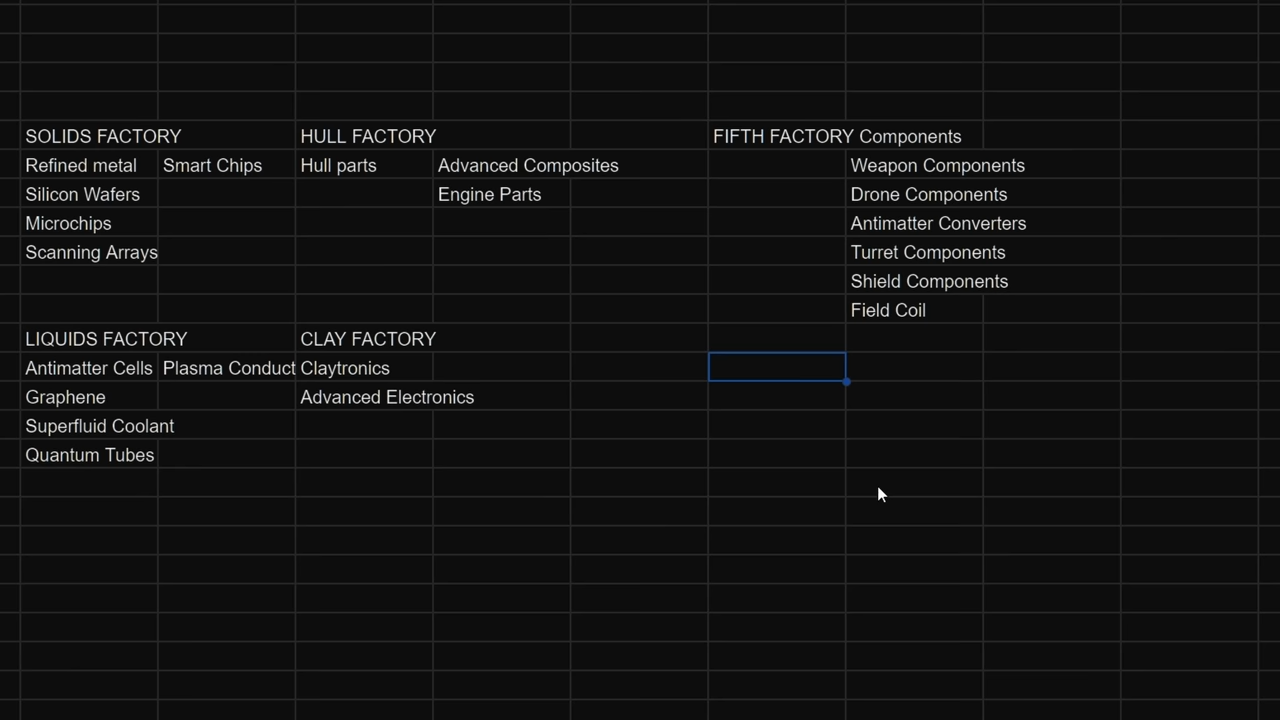 SOLIDS FACTORY HULL FACTORY FIFTH FACTORY Components
Refined metal Smart Chips Hull parts Advanced Composites Weapon Components
Silicon Wafers Engine Parts Drone Components
Microchips Antimatter Converters
Scanning Arrays Turret Components
Shield Components
Field Coil
LIQUIDS FACTORY CLAY FACTORY
Antimatter Cells Plasma Conduct Claytronics
Graphene Advanced Electronics
Superfluid Coolant
Quantum Tubes